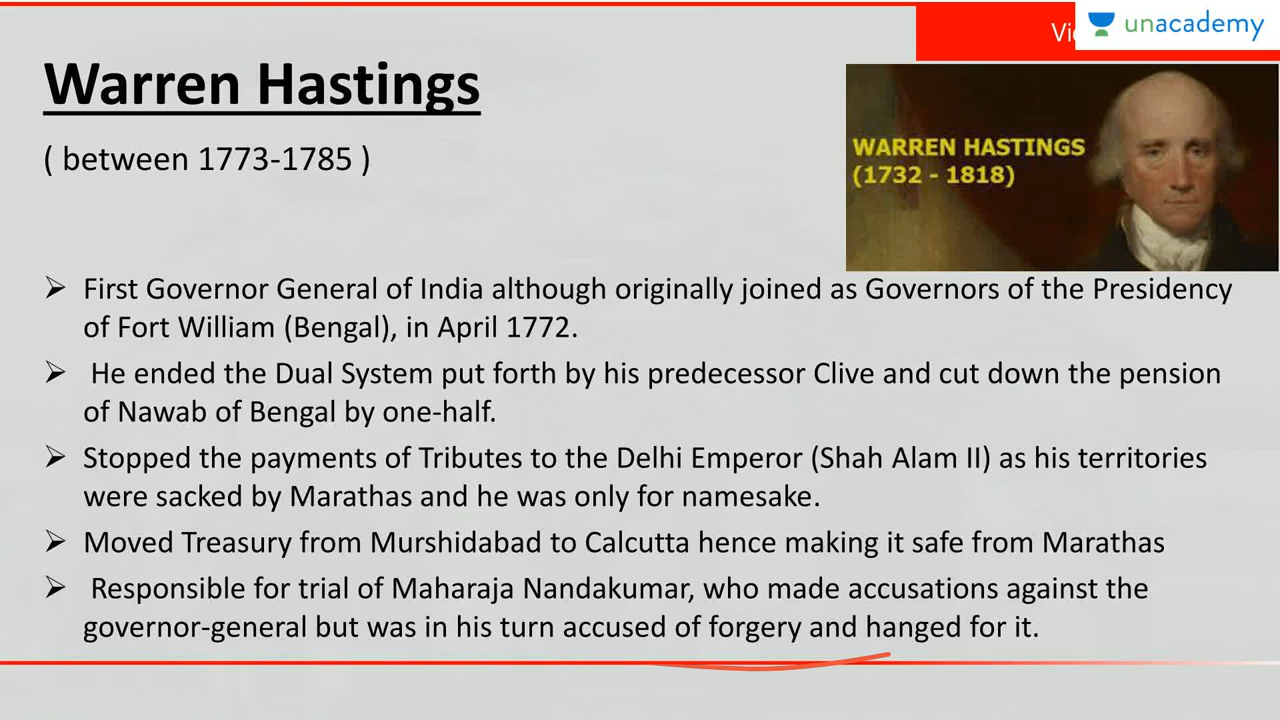 Vi
unacademy
Warren Hastings
( between 1773-1785 )
WARREN HASTINGS
(1732 - 1818)
First Governor General of India although originally joined as Governors of the Presidency
of Fort William (Bengal), in April 1772.
He ended the Dual System put forth by his predecessor Clive and cut down the pension
of Nawab of Bengal by one-half.
Stopped the payments of Tributes to the Delhi Emperor (Shah Alam II) as his territories
were sacked by Marathas and he was only for namesake.
Moved Treasury from Murshidabad to Calcutta hence making it safe from Marathas
Responsible for trial of Maharaja Nandakumar, who made accusations against the
governor-general but was in his turn accused of forgery and hanged for it.